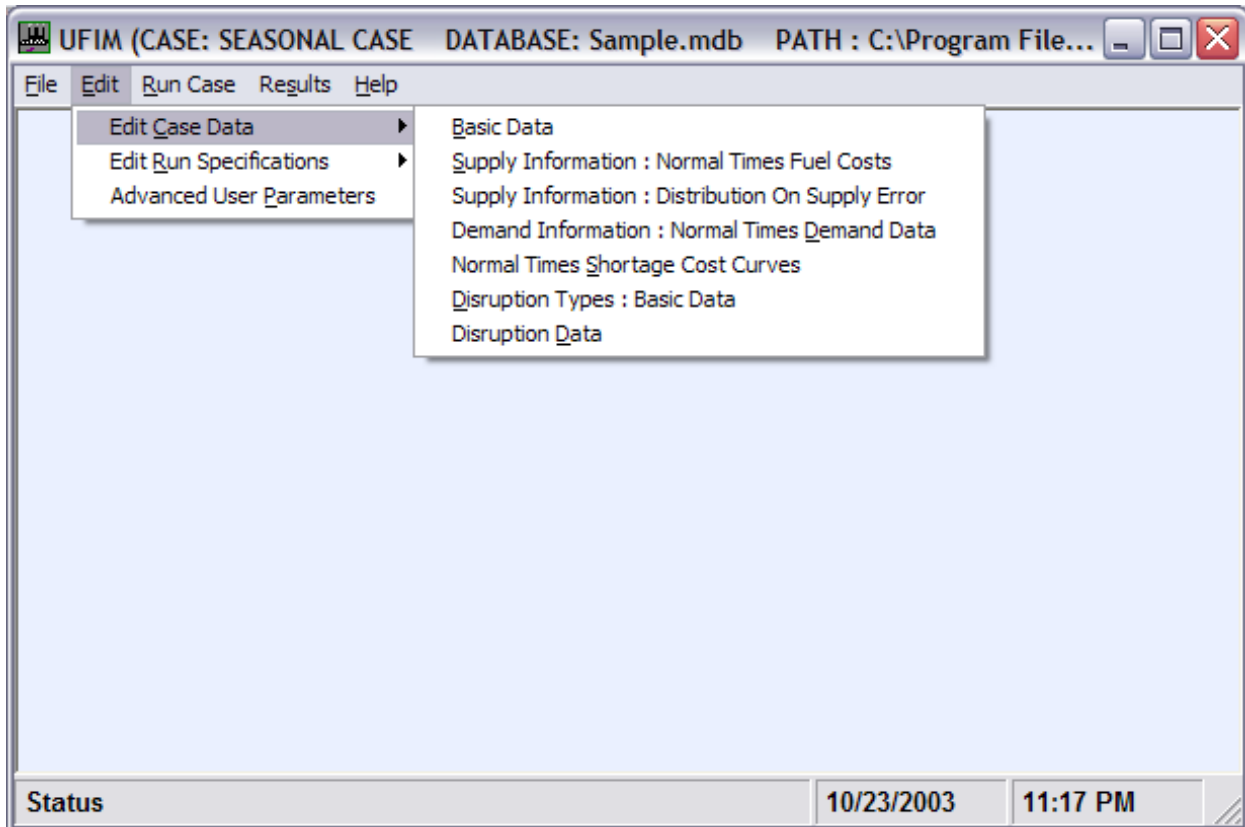 UFIM (CASE: SEASONAL CASE DATABASE: Sample.mdb PATH : C:\Program File...
File Edit Run Case Results Help
Edit Case Data
Edit Run Specifications
Advanced User Parameters
Basic Data
Supply Information : Normal Times Fuel Costs
Supply Information : Distribution On Supply Error
Demand Information : Normal Times Demand Data
Normal Times Shortage Cost Curves
Disruption Types : Basic Data
Disruption Data
Status 10/23/2003 11:17 PM